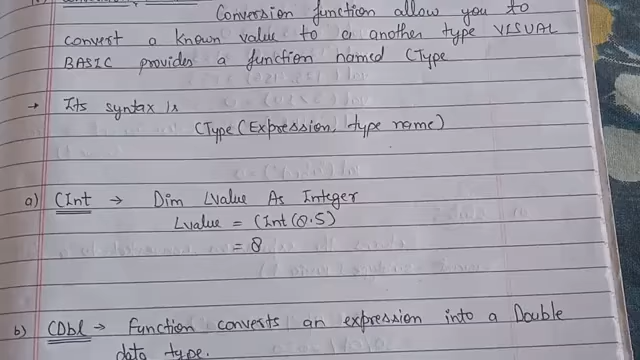 Conversion function allow you to
convert a known value to a another type VISUAL
BASIC provides a function named CType
→ Its syntax is
CType (Expression, type name)
a) CInt → Dim Lvalue As Integer
Lvalue = CInt (8.5)
= 8
b) CDbl → Function converts an expression into a Double
data type.